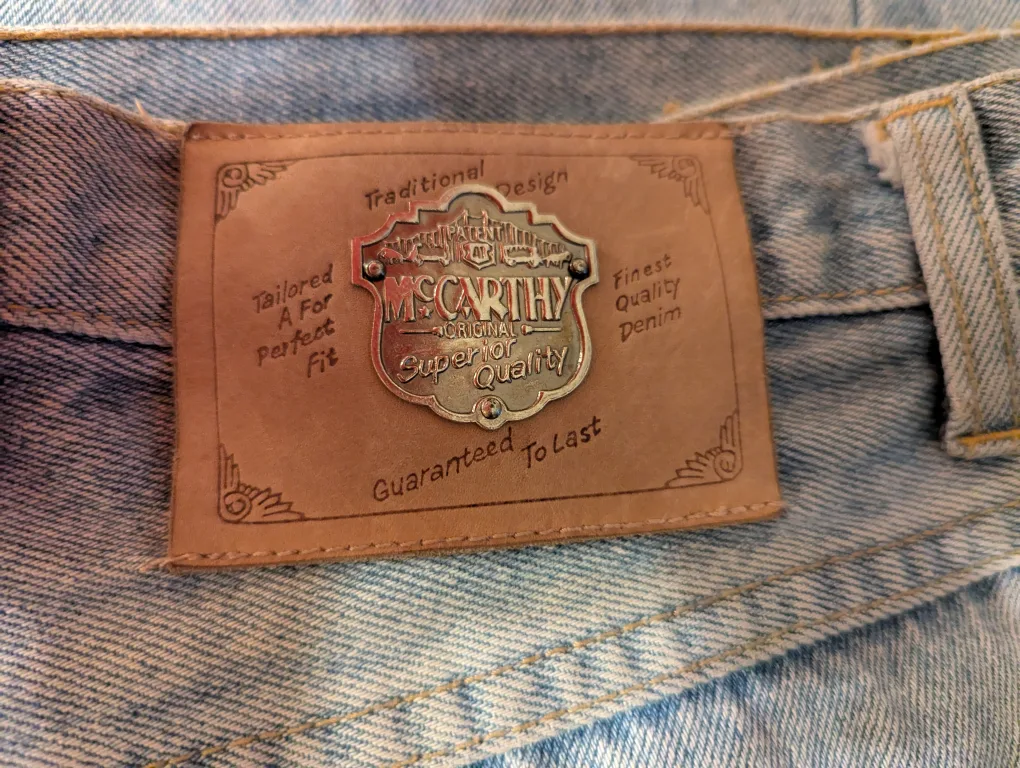 Traditional Design
PATENT
Tailored
A For
Perfect
Fit
McCARTHY
ORIGINAL
Superior
Quality
Finest
Quality
Denim
Guaranteed To Last